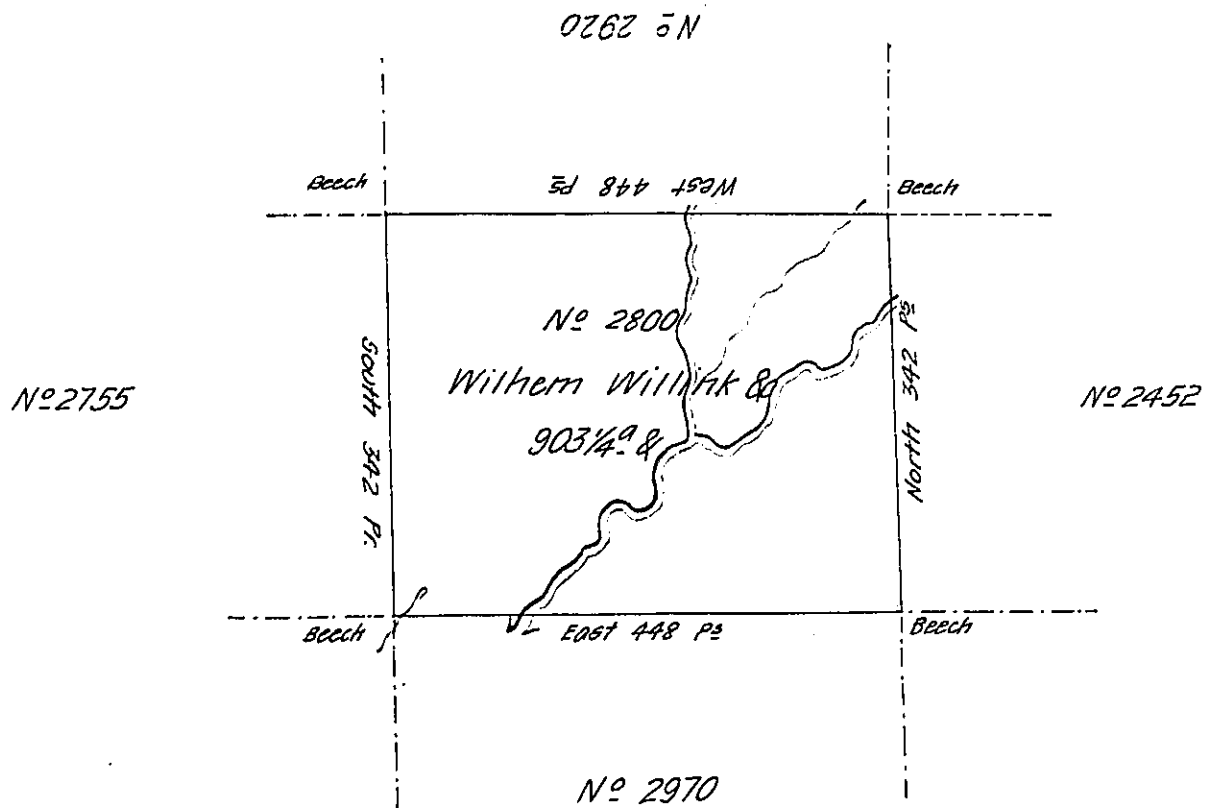 Nº 2920
Beech
West 448 Ps
Beech
Nº 2800
South 342 Pr.
North 342 Ps
Wilhem Willink &
Nº 2755
Nº 2452
903¼ª &
Beech
East 448 Ps
Beech
Nº 2970